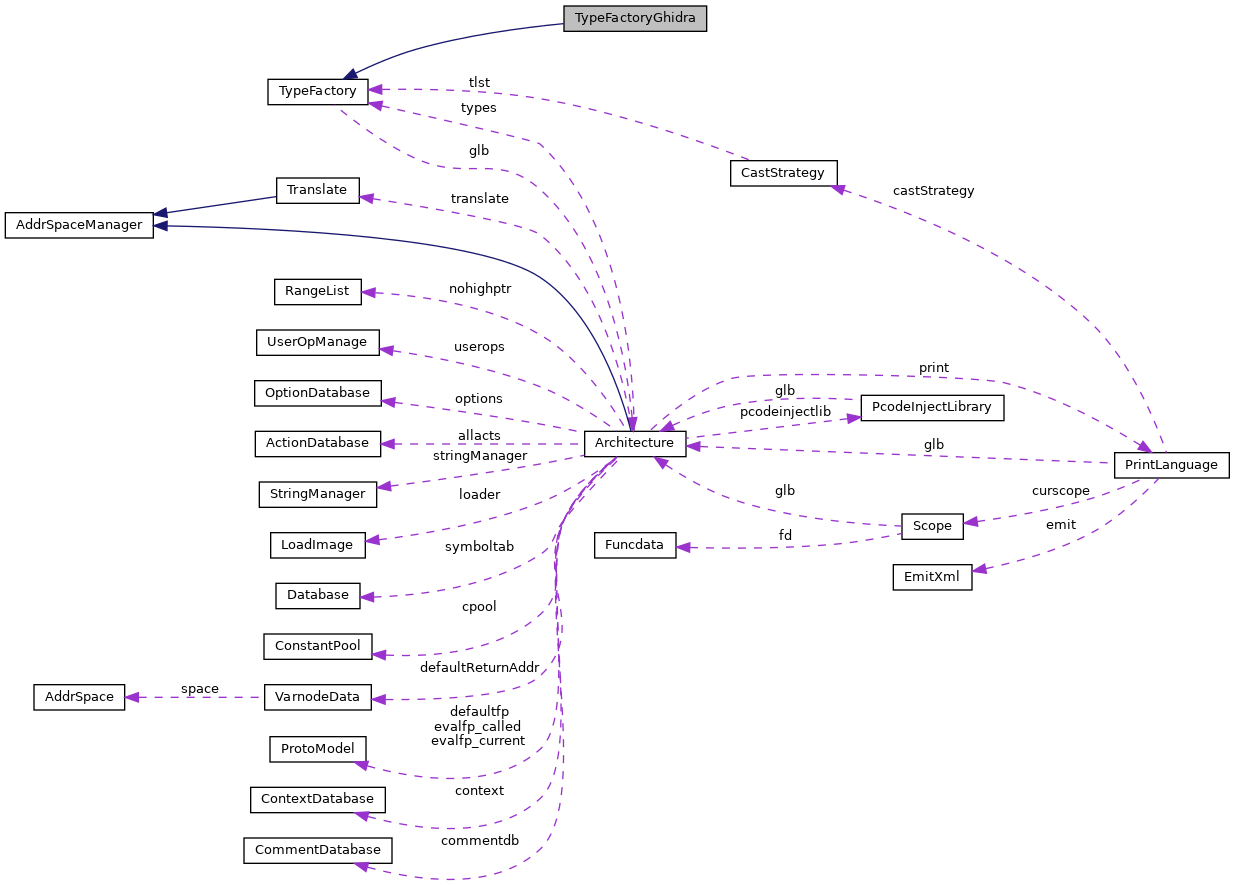 TypeFactoryGhidra
TypeFactory
tlst
types
glb
CastStrategy
castStrategy
Translate
translate
AddrSpaceManager
RangeList
nohighptr
UserOpManage
userops
OptionDatabase
options
print
glb
PcodeInjectLibrary
pcodeinjectlib
ActionDatabase
allacts
Architecture
glb
stringManager
PrintLanguage
StringManager
loader
glb
curscope
Scope
emit
LoadImage
symboltab
Funcdata
fd
EmitXml
Database
cpool
ConstantPool
defaultReturnAddr
AddrSpace
space
VarnodeData
defaultfp
evalfp_called
evalfp_current
ProtoModel
context
ContextDatabase
commentdb
CommentDatabase